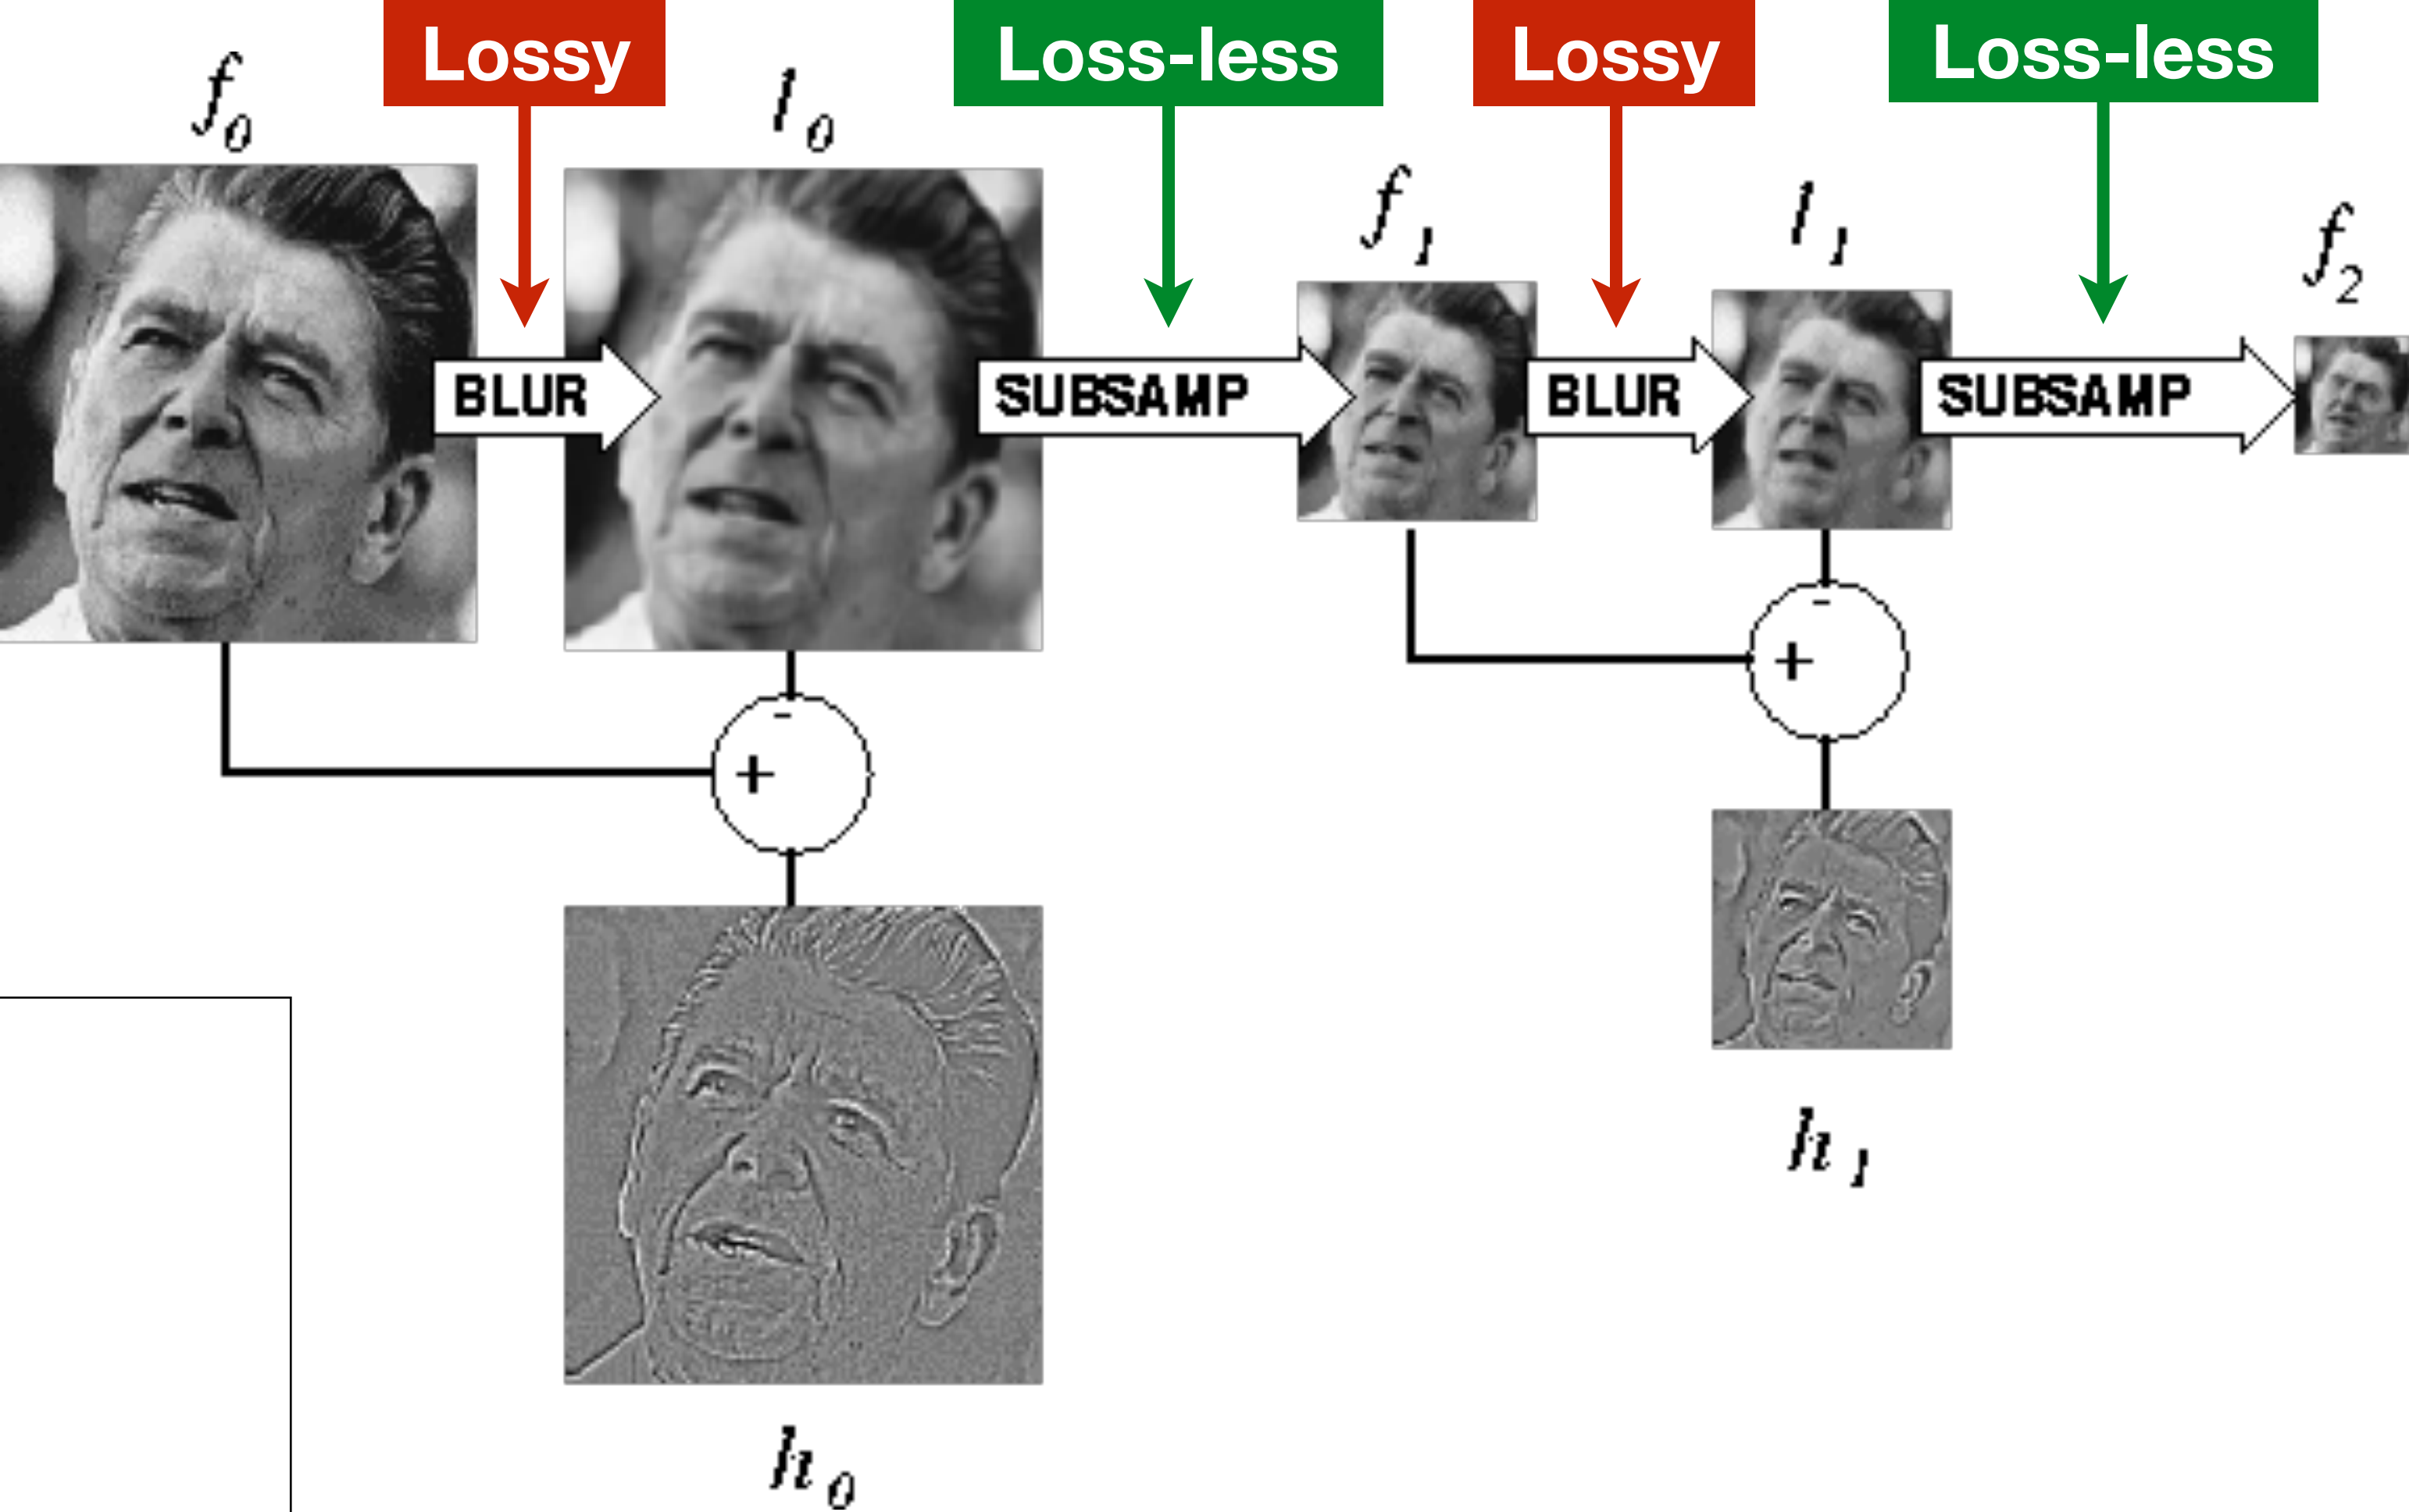 Lossy
Loss-less
Lossy
Loss-less
f0
l0
f1
l1
f2
BLUR
SUBSAMP
BLUR
SUBSAMP
-
+
-
+
h1
h0